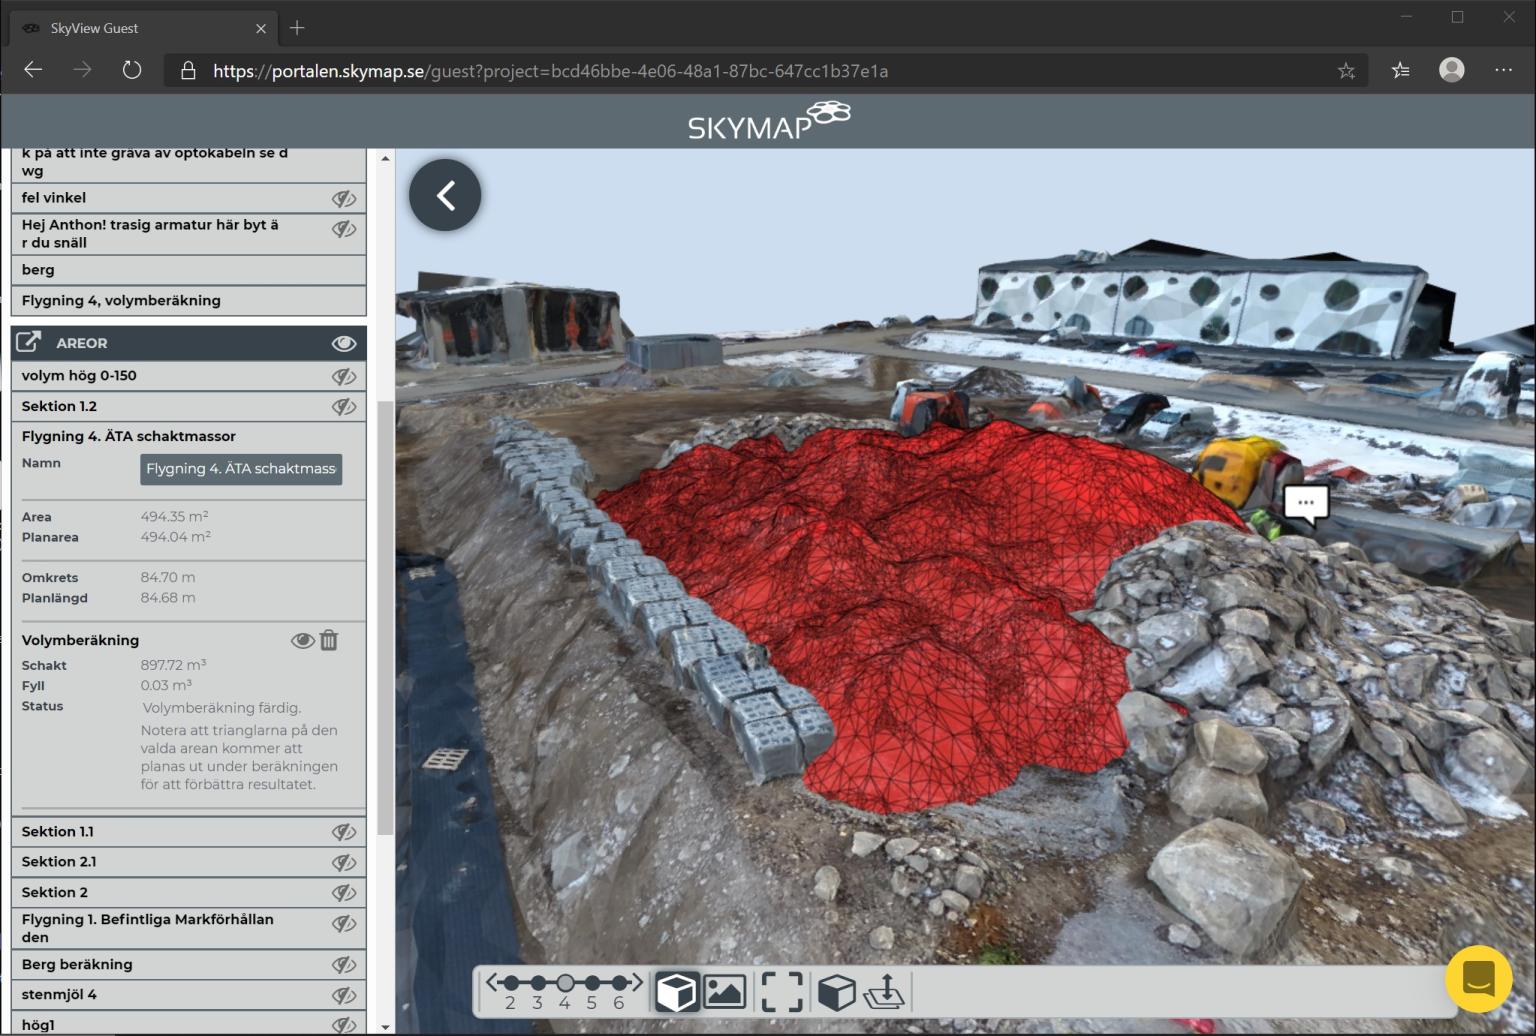 SkyView Guest
https://portalen.skymap.se/guest?project=bcd46bbe-4e06-48a1-87bc-647cc1b37e1a
SKYMAP
k på att inte gräva av optokabeln se d
wg
fel vinkel
Hej Anthon! trasig armatur här byt ä
r du snäll
berg
Flygning 4, volymberäkning
AREOR
volym hög 0-150
Sektion 1.2
Flygning 4. ÄTA schaktmassor
Namn Flygning 4. ÄTA schaktmass
Area 494.35 m²
Planarea 494.04 m²
Omkrets 84.70 m
Planlängd 84.68 m
Volymberäkning
Schakt 897.72 m³
Fyll 0.03 m³
Status Volymberäkning färdig.
Notera att trianglarna på den
valda arean kommer att
planas ut under beräkningen
för att förbättra resultatet.
Sektion 1.1
Sektion 2.1
Sektion 2
Flygning 1. Befintliga Markförhållan
den
Berg beräkning
stenmjöl 4
hög1
2 3 4 5 6